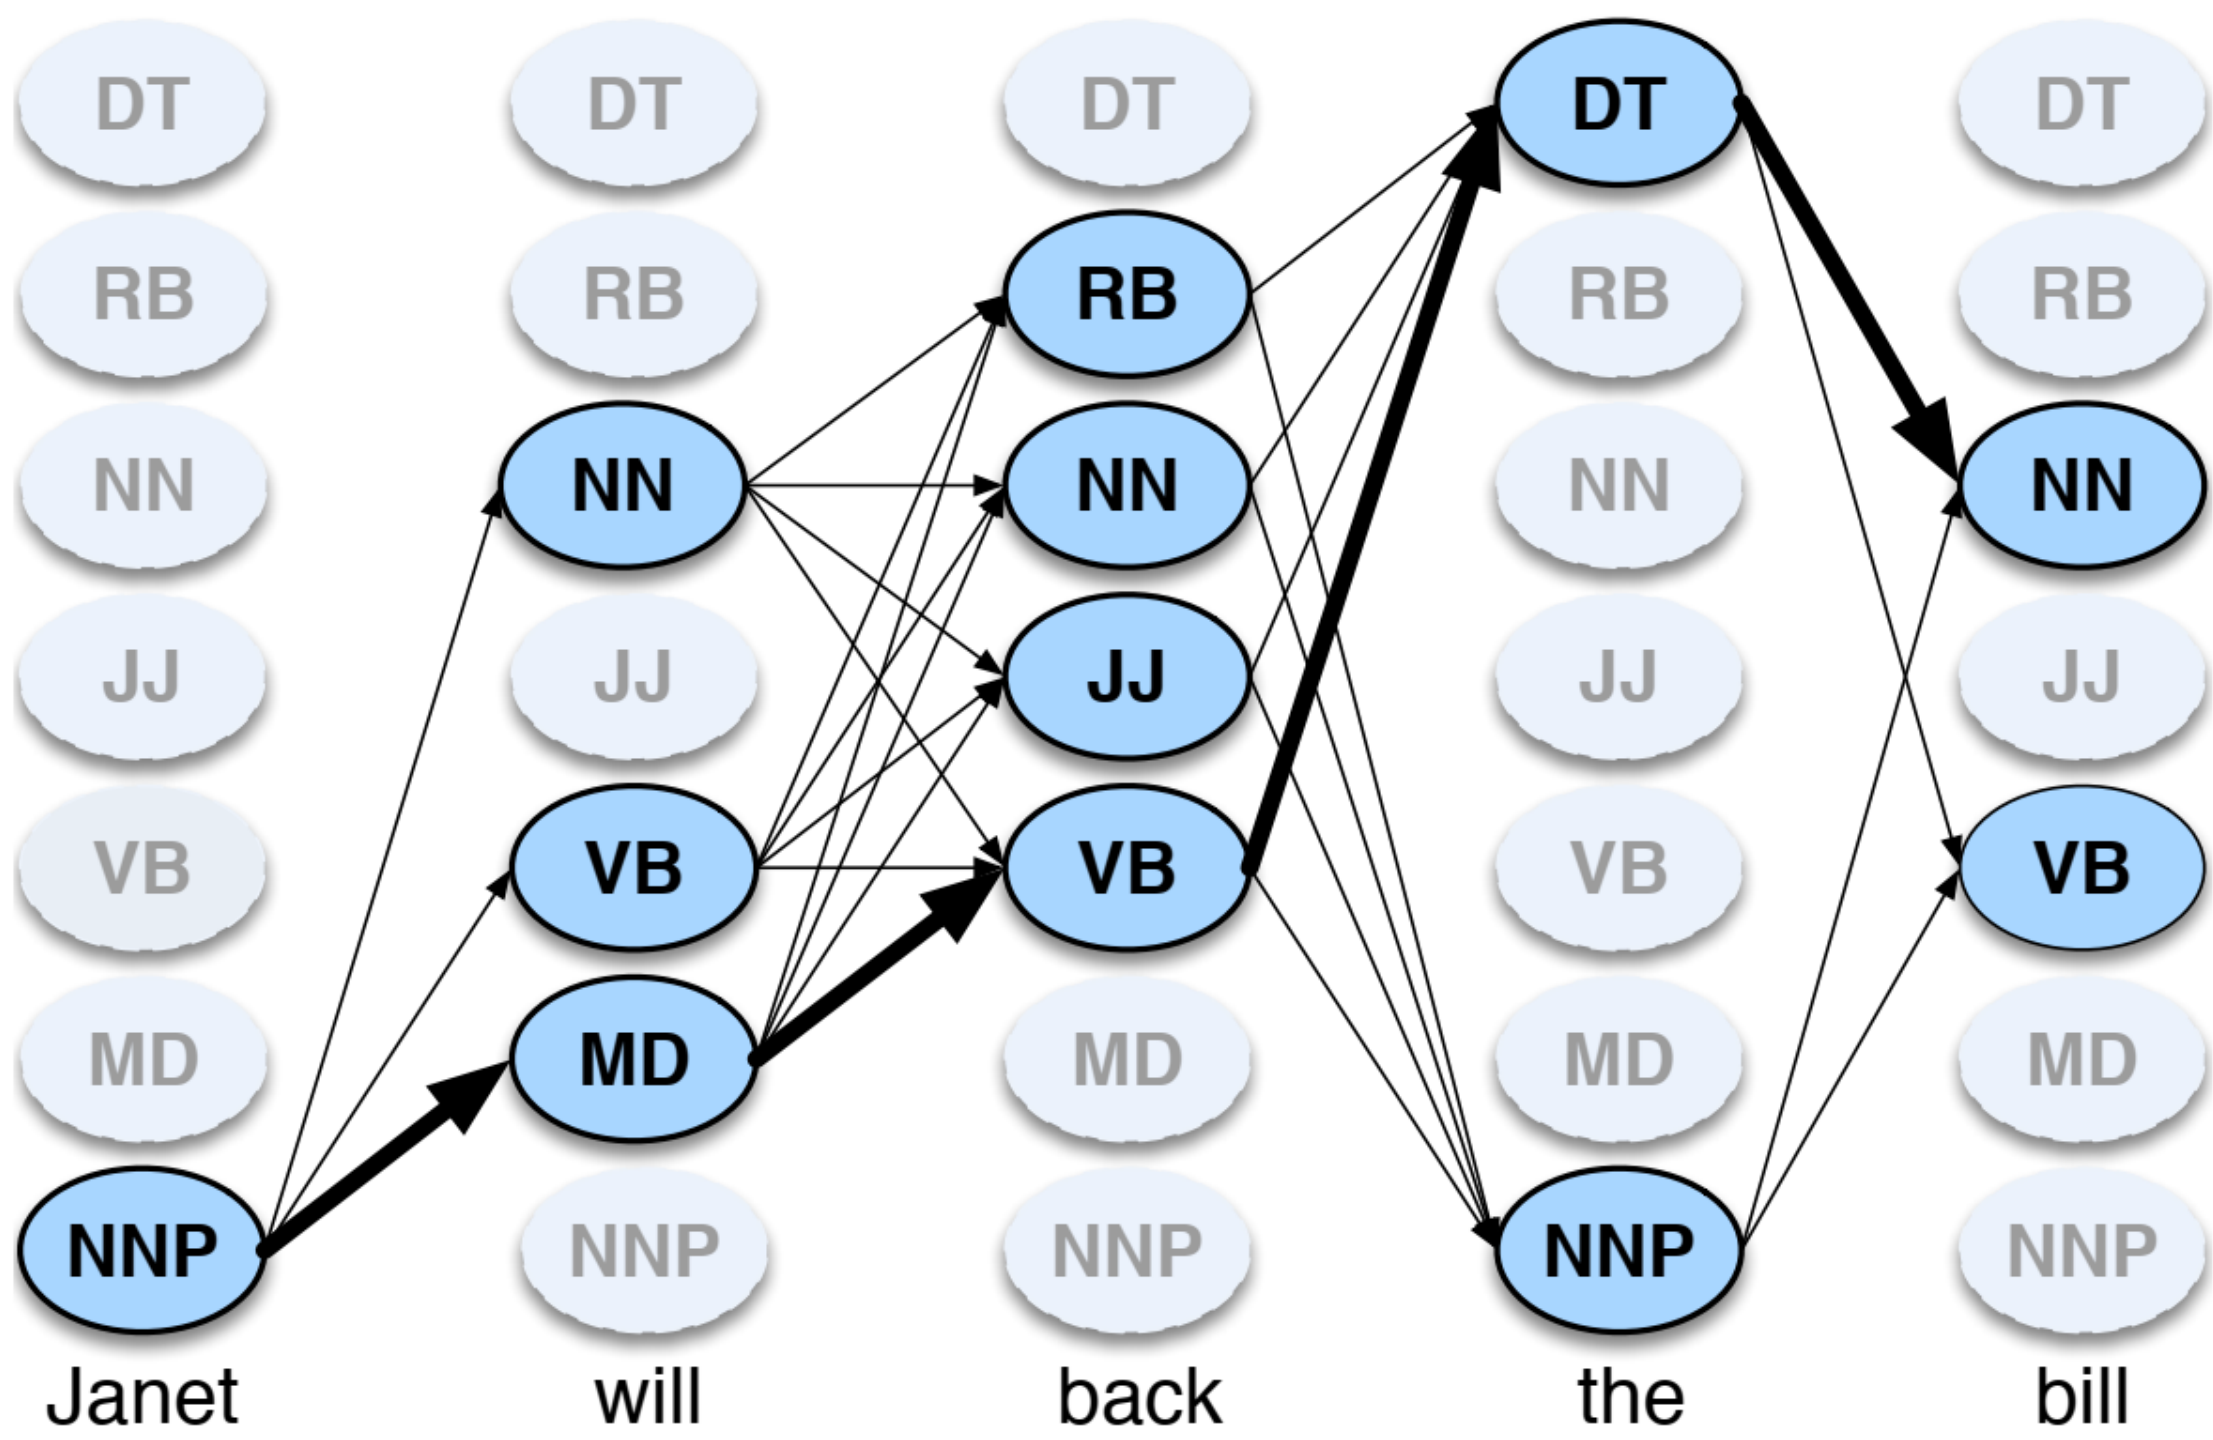 DT DT DT DT DT
RB RB RB RB RB
NN NN NN NN NN
JJ JJ JJ JJ JJ
VB VB VB VB VB
MD MD MD MD MD
NNP NNP NNP NNP NNP
Janet will back the bill